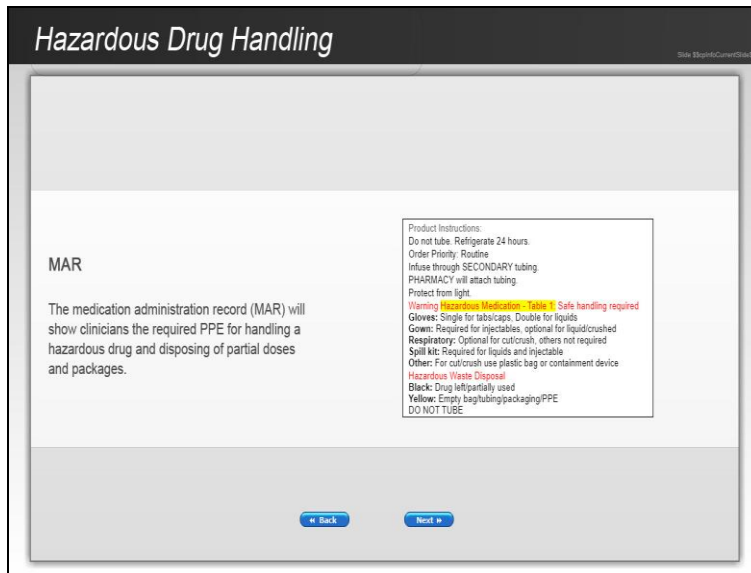 Hazardous Drug Handling
MAR
The medication administration record (MAR) will
show clinicians the required PPE for handling a
hazardous drug and disposing of partial doses
and packages.
Product Instructions:
Do not tube. Refrigerate 24 hours.
Order Priority: Routine
Infuse through SECONDARY tubing.
PHARMACY will attach tubing.
Protect from light.
Warning Hazardous Medication - Table 1: Safe handling required
Gloves: Single for tabs/caps, Double for liquids
Gown: Required for injectables, optional for liquid/crushed
Respiratory: Optional for cut/crush, others not required
Spill kit: Required for liquids and injectable
Other: For cut/crush use plastic bag or containment device
Hazardous Waste Disposal
Black: Drug left/partially used
Yellow: Empty bag/tubing/packaging/PPE
DO NOT TUBE
Back
Next